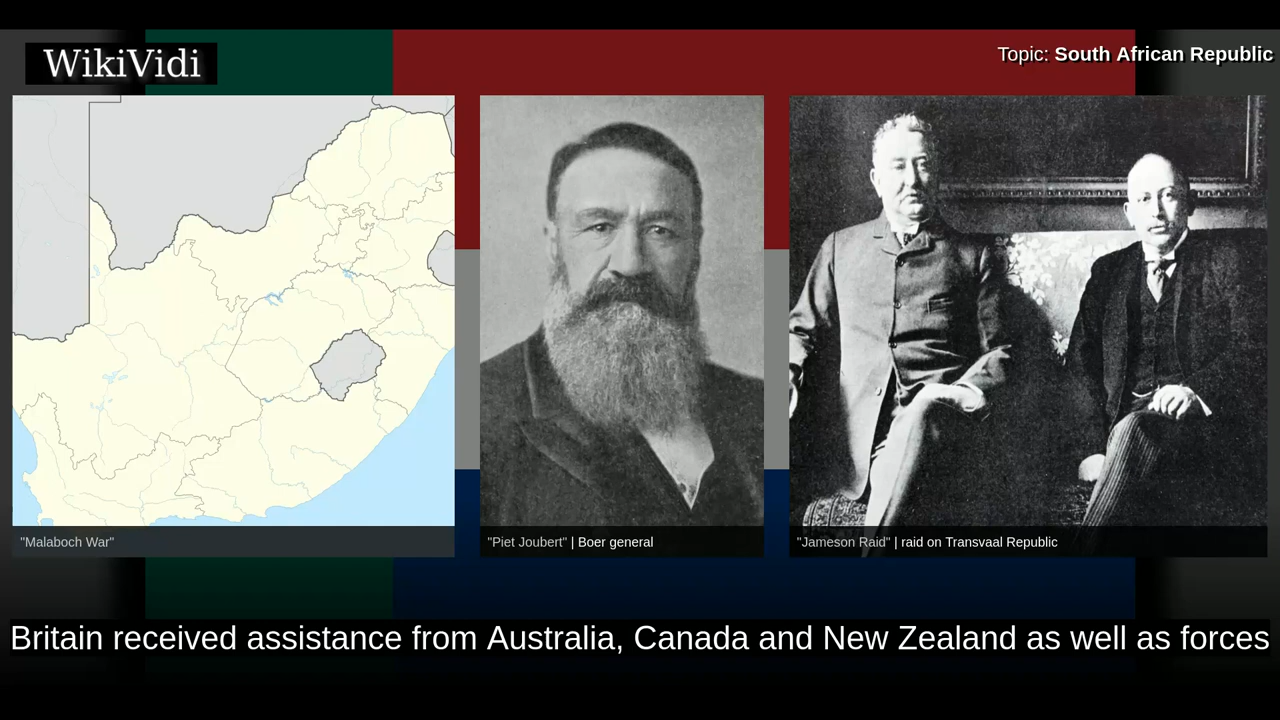 WikiVidi
Topic: South African Republic
"Malaboch War"
"Piet Joubert" | Boer general
"Jameson Raid" | raid on Transvaal Republic
Britain received assistance from Australia, Canada and New Zealand as well as forces